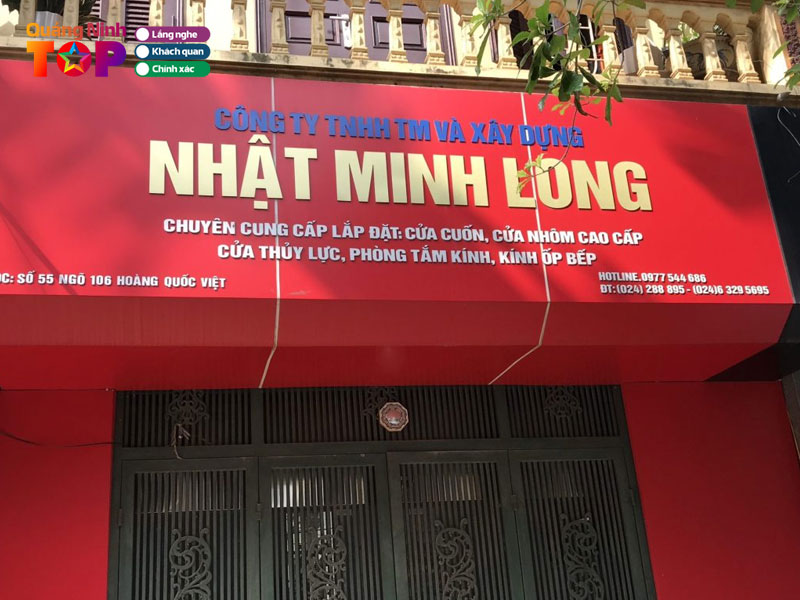 Quảng Ninh
TOP
Lắng nghe
Khách quan
Chính xác
CÔNG TY TNHH TM VÀ XÂY DỰNG
NHẬT MINH LONG
CHUYÊN CUNG CẤP LẮP ĐẶT: CỬA CUỐN, CỬA NHÔM CAO CẤP
CỬA THỦY LỰC, PHÒNG TẮM KÍNH, KÍNH ỐP BẾP
ĐC: SỐ 55 NGÕ 106 HOÀNG QUỐC VIỆT
HOTLINE.0977 544 686
ĐT: (024) 288 895 - (024)6 329 5695